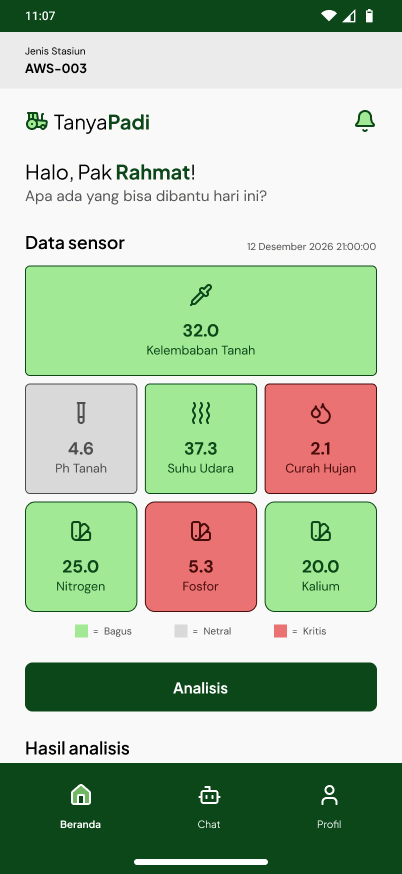 11:07
Jenis Stasiun
AWS-003
TanyaPadi
Halo, Pak Rahmat!
Apa ada yang bisa dibantu hari ini?
Data sensor
12 Desember 2026 21:00:00
32.0
Kelembaban Tanah
4.6
Ph Tanah
37.3
Suhu Udara
2.1
Curah Hujan
25.0
Nitrogen
5.3
Fosfor
20.0
Kalium
= Bagus
= Netral
= Kritis
Analisis
Hasil analisis
Beranda
Chat
Profil